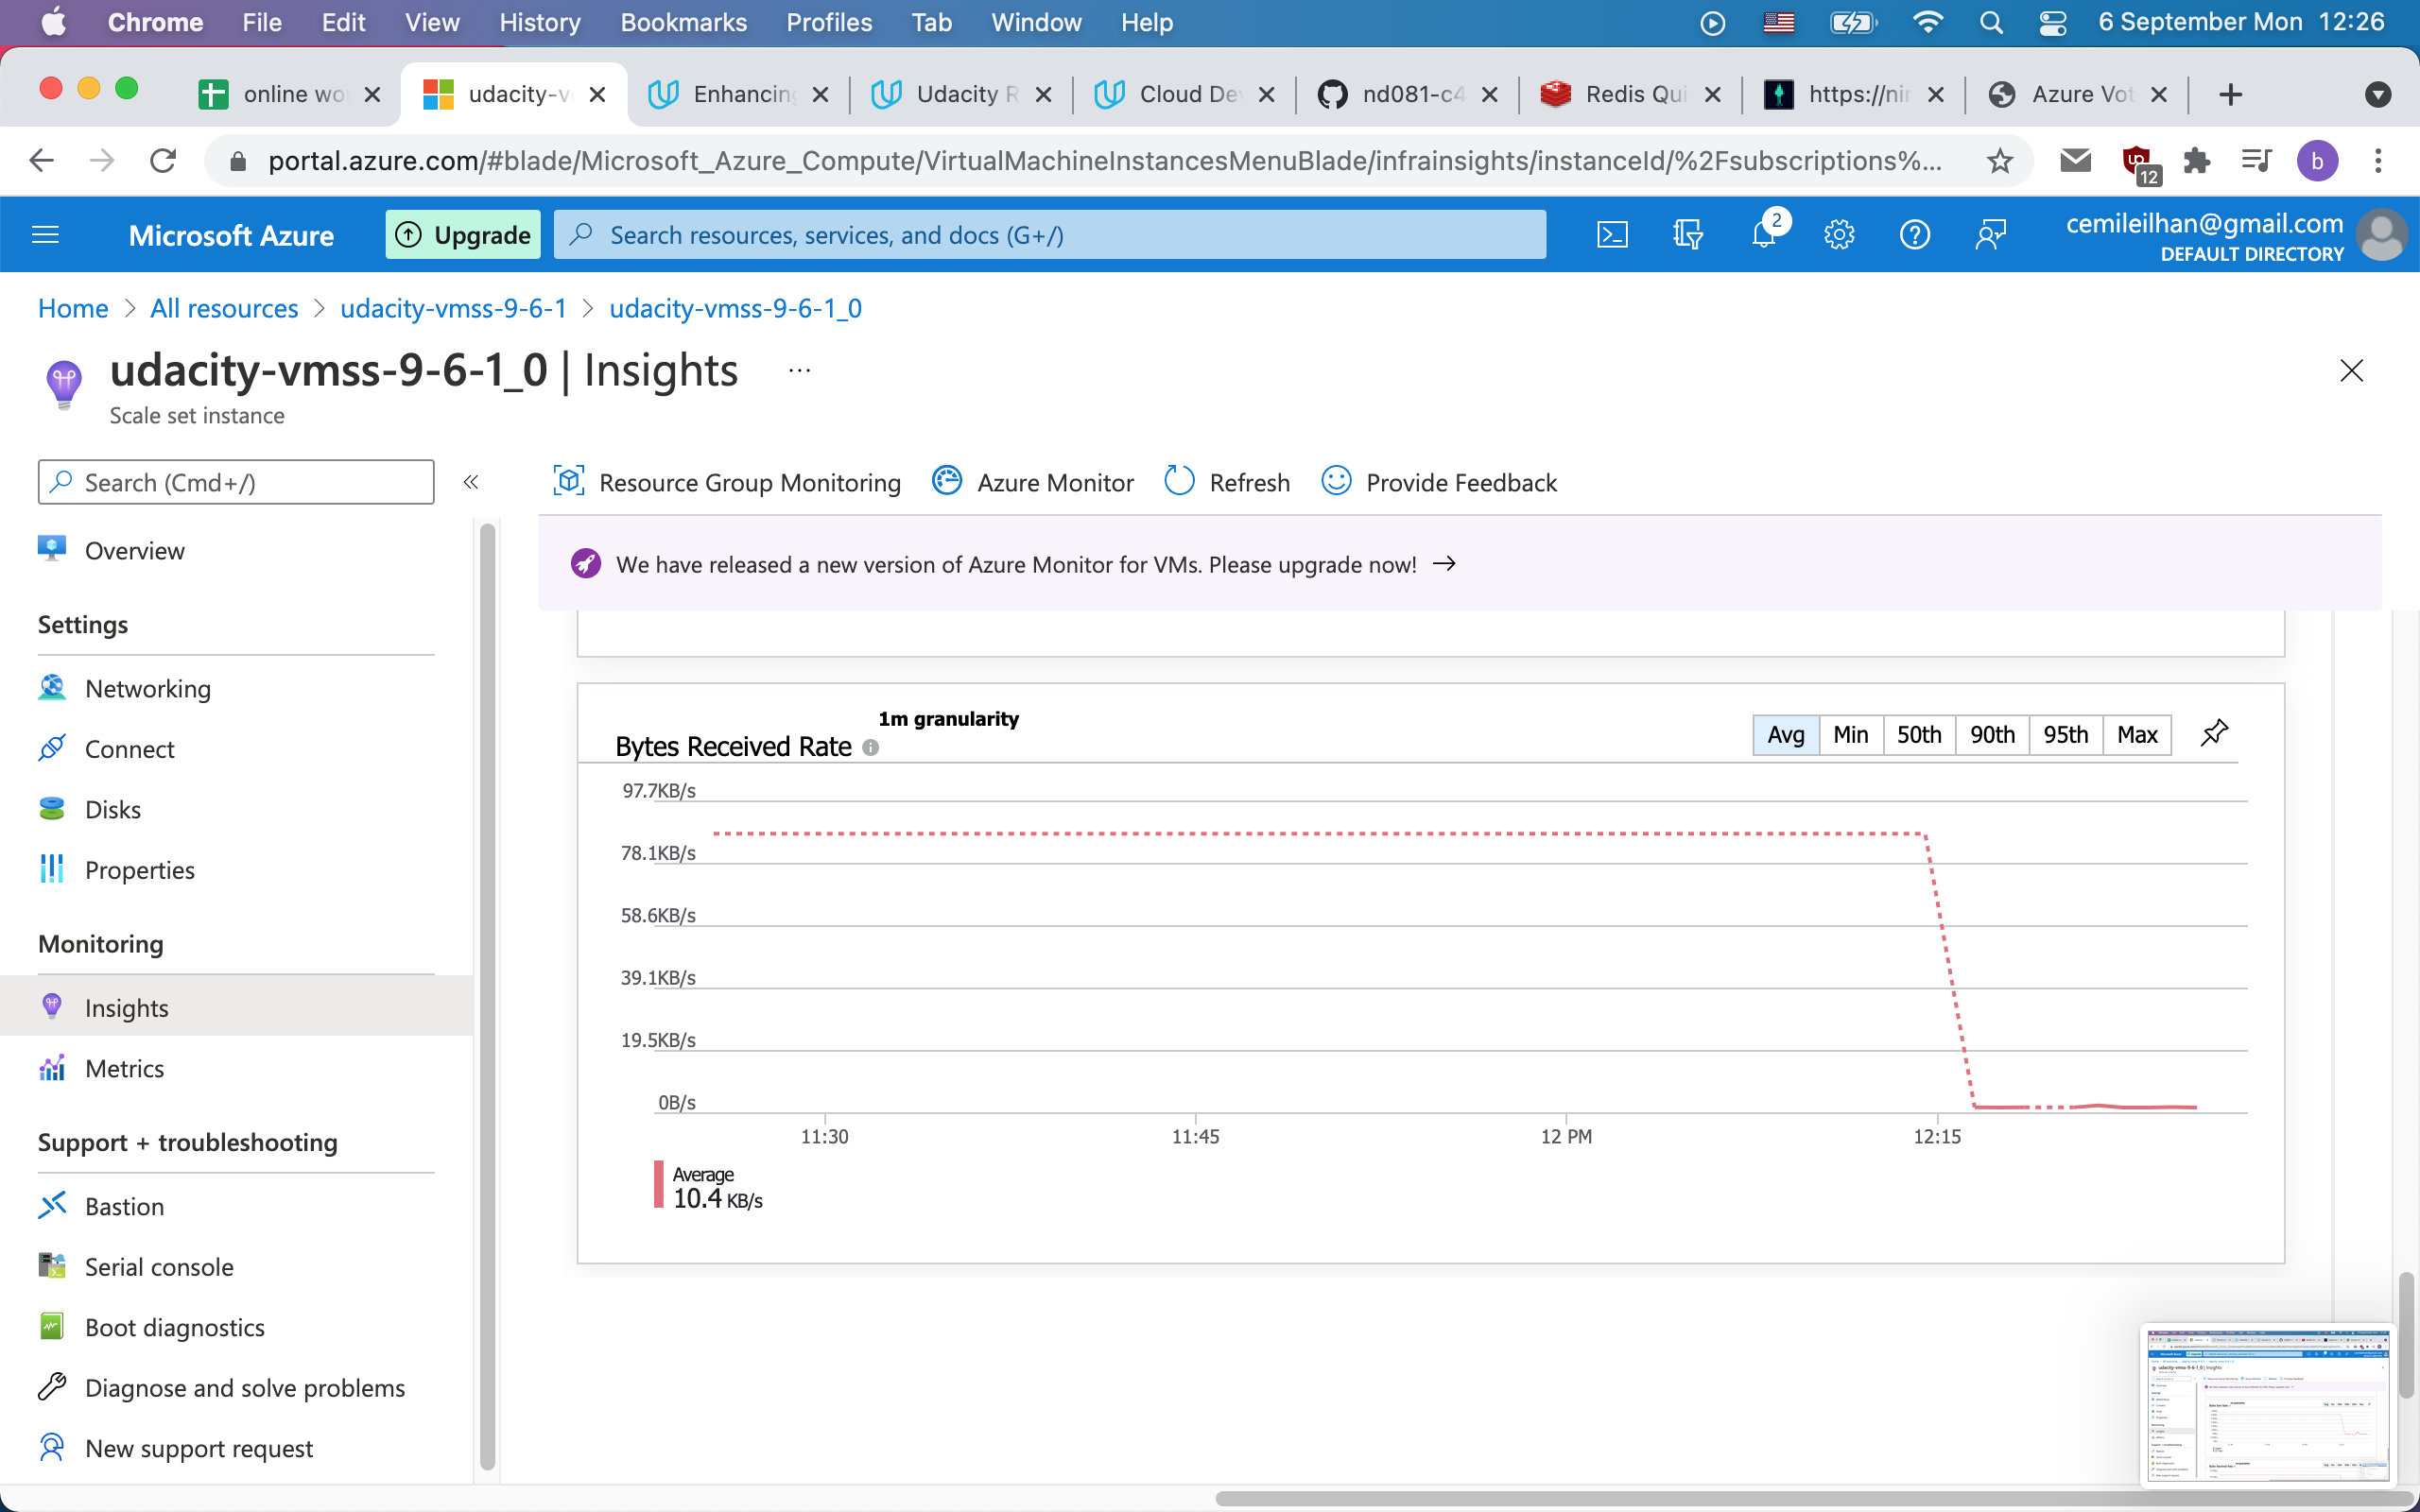 Chrome File Edit View History Bookmarks Profiles Tab Window Help 6 September Mon 12:26
online wo udacity-v Enhancing Udacity R Cloud De nd081-c4 Redis Qui https://nir Azure Vot
portal.azure.com/#blade/Microsoft_Azure_Compute/VirtualMachineInstancesMenuBlade/infrainsights/instanceId/%2Fsubscriptions%... 12 b
Microsoft Azure Upgrade Search resources, services, and docs (G+/) 2 cemileilhan@gmail.com
DEFAULT DIRECTORY
Home > All resources > udacity-vmss-9-6-1 > udacity-vmss-9-6-1_0
udacity-vmss-9-6-1_0 | Insights ...
Scale set instance
Search (Cmd+/) «
Overview
Settings
Networking
Connect
Disks
Properties
Monitoring
Insights
Metrics
Support + troubleshooting
Bastion
Serial console
Boot diagnostics
Diagnose and solve problems
New support request
Resource Group Monitoring Azure Monitor Refresh Provide Feedback
We have released a new version of Azure Monitor for VMs. Please upgrade now! →
1m granularity
Bytes Received Rate
Avg Min 50th 90th 95th Max
97.7KB/s
78.1KB/s
58.6KB/s
39.1KB/s
19.5KB/s
0B/s
11:30 11:45 12 PM 12:15
Average
10.4 KB/s